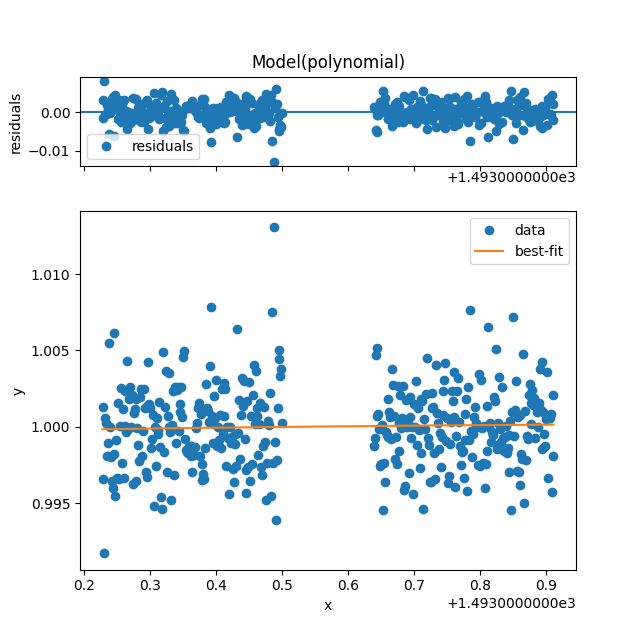 Model(polynomial)
residuals
0.00
−0.01
residuals
+1.4930000000e3
y
1.010
1.005
1.000
0.995
data
best-fit
0.2 0.3 0.4 0.5 0.6 0.7 0.8 0.9
x
+1.4930000000e3